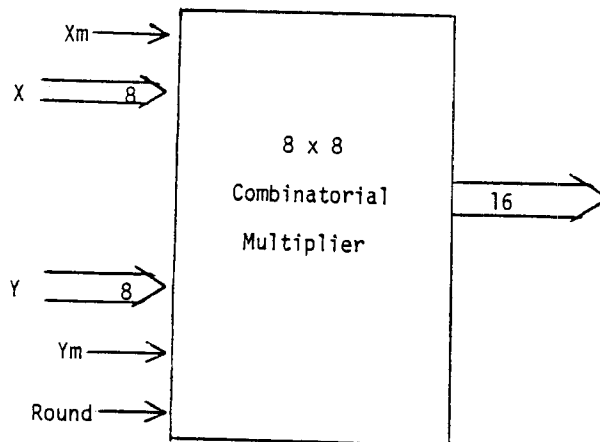 Xm
X
8
8 x 8
Combinatorial
Multiplier
16
Y
8
Ym
Round